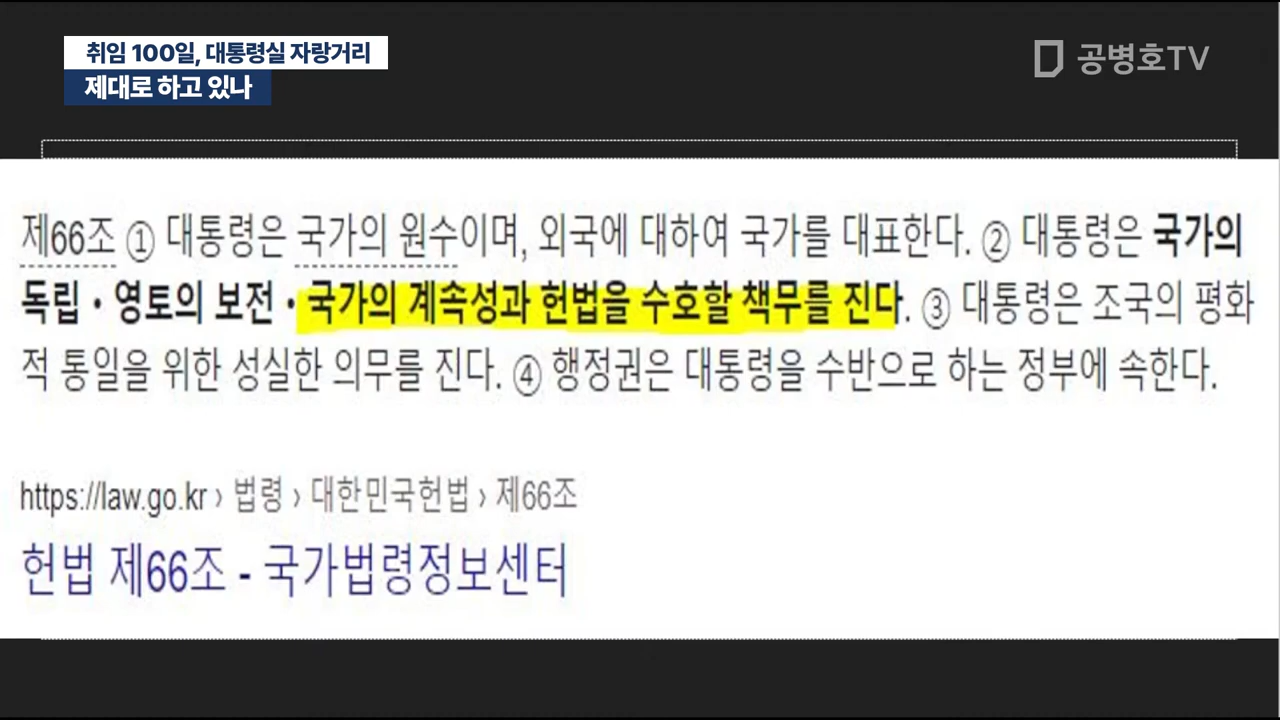 취임 100일, 대통령실 자랑거리
제대로 하고 있나
공병호TV
제66조 ① 대통령은 국가의 원수이며, 외국에 대하여 국가를 대표한다. ② 대통령은 국가의
독립·영토의 보전·국가의 계속성과 헌법을 수호할 책무를 진다. ③ 대통령은 조국의 평화
적 통일을 위한 성실한 의무를 진다. ④ 행정권은 대통령을 수반으로 하는 정부에 속한다.
https://law.go.kr › 법령 › 대한민국헌법 › 제66조
헌법 제66조 - 국가법령정보센터